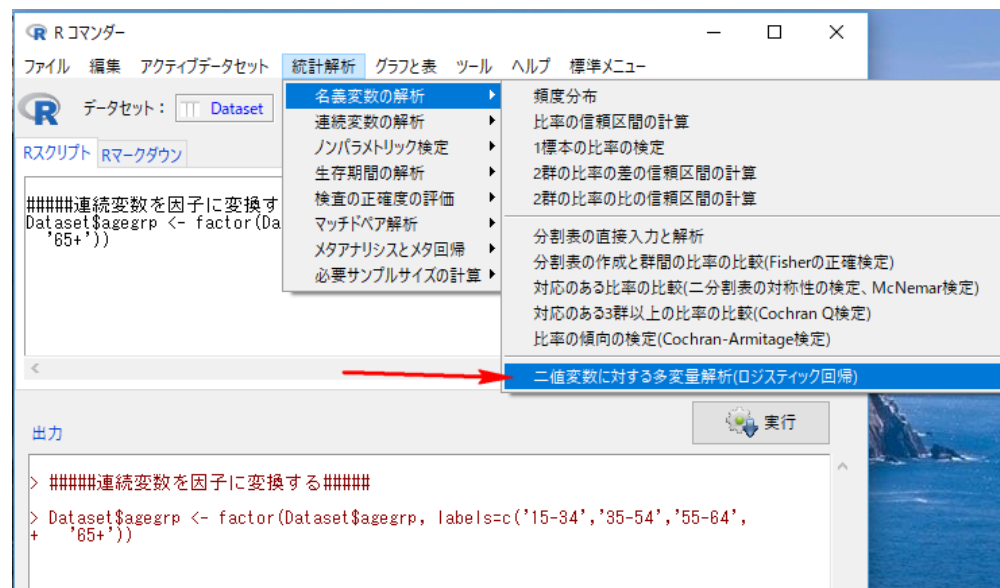 R コマンダー
ファイル 編集 アクティブデータセット 統計解析 グラフと表 ツール ヘルプ 標準メニュー
データセット： Dataset
Rスクリプト Rマークダウン
#####連続変数を因子に変換す
Dataset$agegrp <- factor(Da
'65+'))
名義変数の解析
連続変数の解析
ノンパラメトリック検定
生存期間の解析
検査の正確度の評価
マッチドペア解析
メタアナリシスとメタ回帰
必要サンプルサイズの計算
頻度分布
比率の信頼区間の計算
1標本の比率の検定
2群の比率の差の信頼区間の計算
2群の比率の比の信頼区間の計算
分割表の直接入力と解析
分割表の作成と群間の比率の比較(Fisherの正確検定)
対応のある比率の比較(二分割表の対称性の検定、McNemar検定)
対応のある3群以上の比率の比較(Cochran Q検定)
比率の傾向の検定(Cochran-Armitage検定)
二値変数に対する多変量解析(ロジスティック回帰)
実行
出力
> #####連続変数を因子に変換する#####
> Dataset$agegrp <- factor(Dataset$agegrp, labels=c('15-34','35-54','55-64',
+ '65+'))